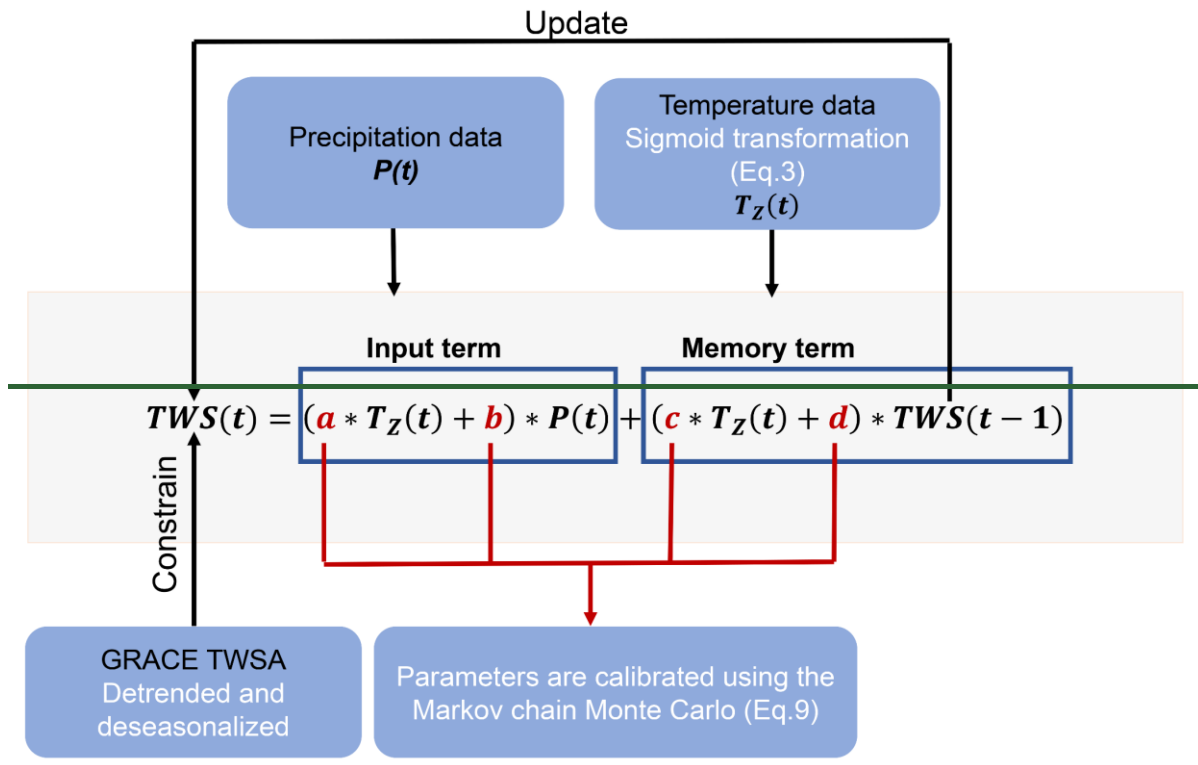 Update
Precipitation data
P(t)
Temperature data
Sigmoid transformation
(Eq.3)
T_Z(t)
Input term
Memory term
TWS(t) = (a * T_Z(t) + b) * P(t) + (c * T_Z(t) + d) * TWS(t − 1)
Constrain
GRACE TWSA
Detrended and
deseasonalized
Parameters are calibrated using the
Markov chain Monte Carlo (Eq.9)